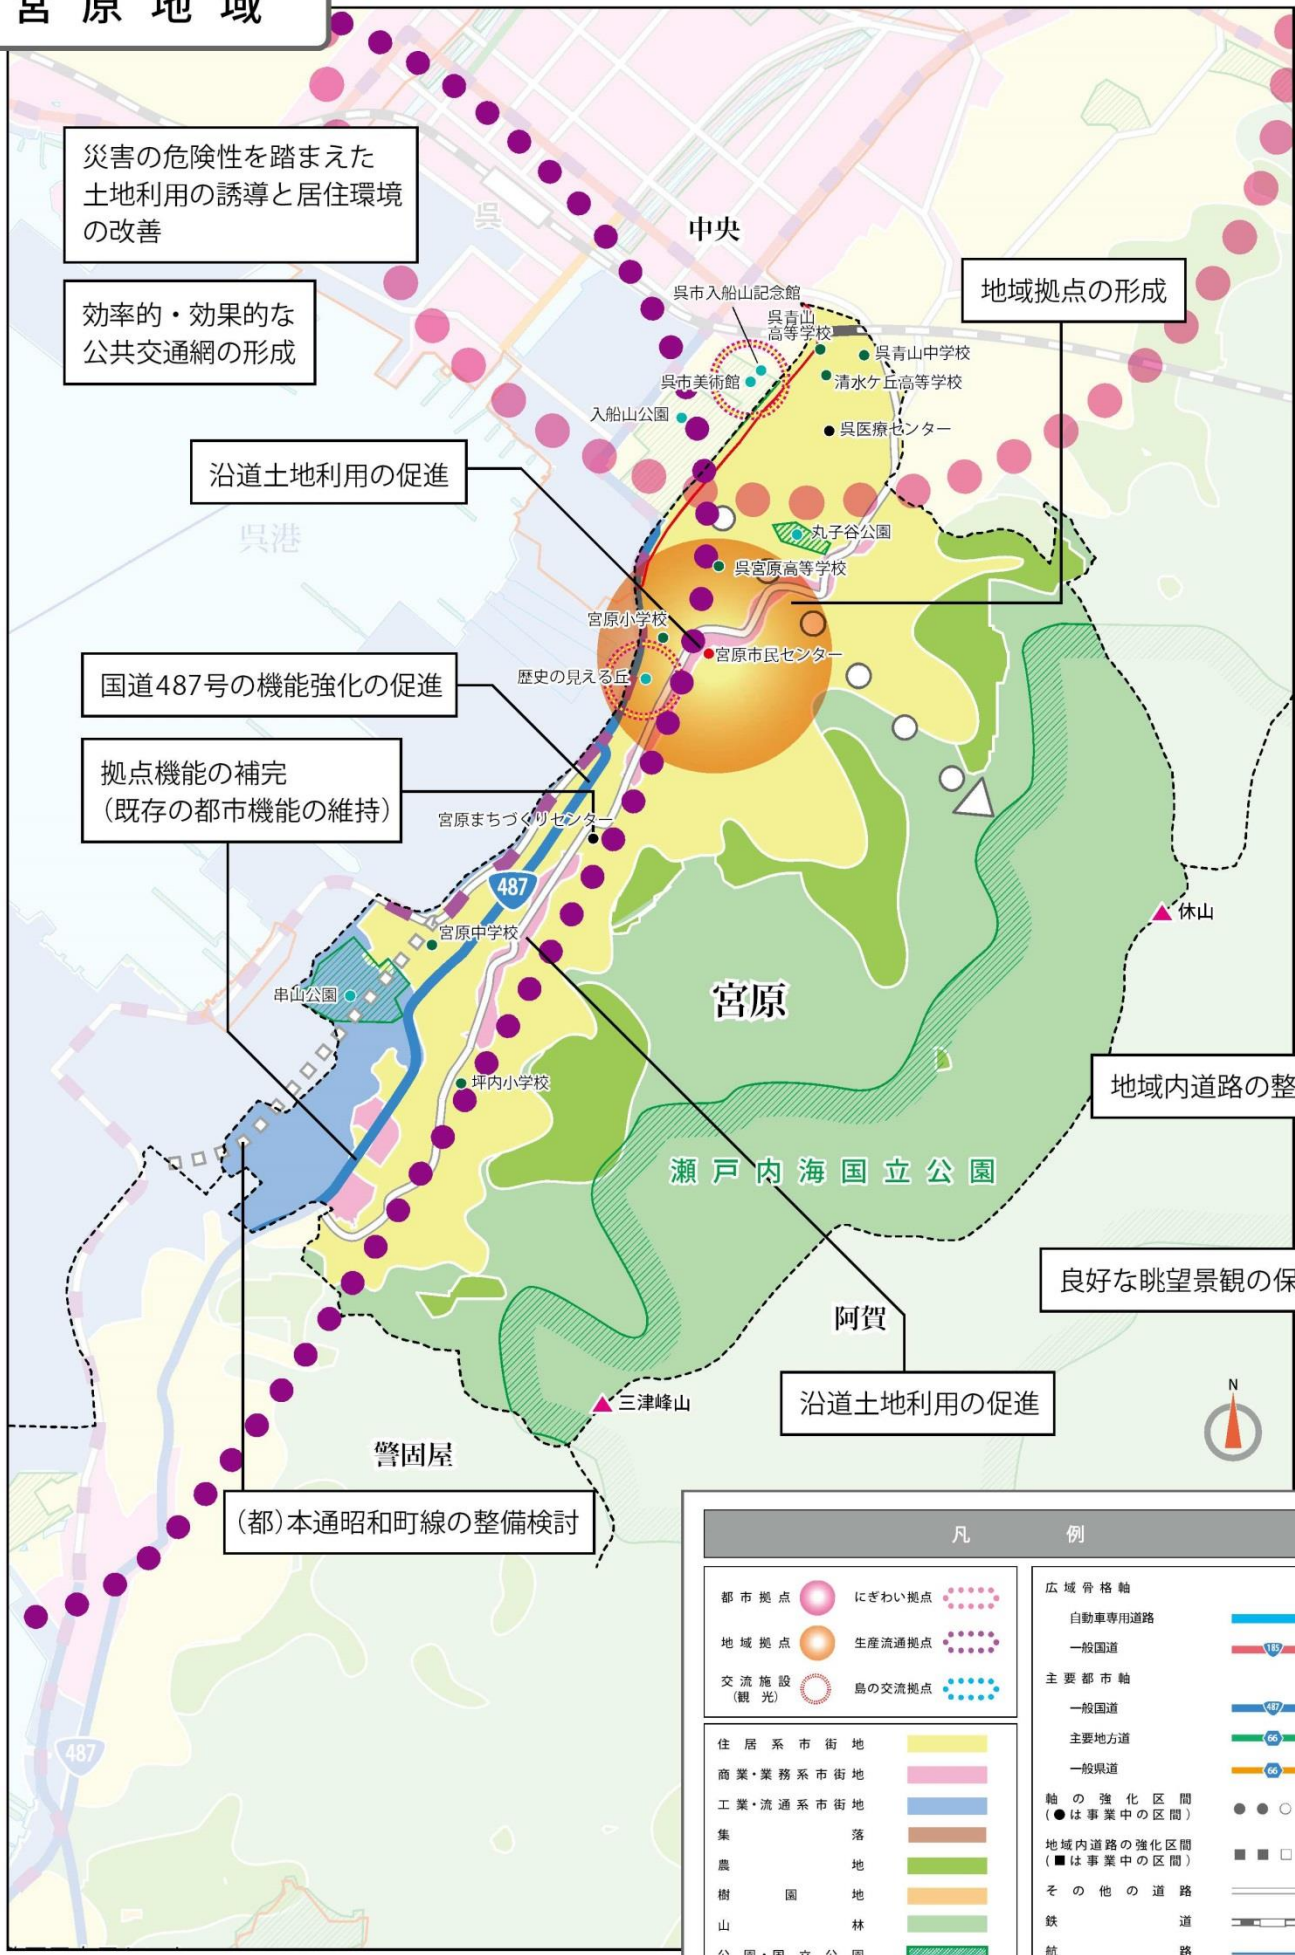 宮原地域
災害の危険性を踏まえた
土地利用の誘導と居住環境
の改善
効率的・効果的な
公共交通網の形成
呉
中央
呉市入船山記念館
呉青山
高等学校
呉青山中学校
呉市美術館
清水ケ丘高等学校
入船山公園
呉医療センター
地域拠点の形成
沿道土地利用の促進
呉港
丸子谷公園
呉宮原高等学校
宮原小学校
宮原市民センター
歴史の見える丘
国道487号の機能強化の促進
拠点機能の補完
(既存の都市機能の維持)
宮原まちづくりセンター
487
宮原中学校
休山
串山公園
宮原
坪内小学校
地域内道路の整
瀬戸内海国立公園
良好な眺望景観の保
阿賀
沿道土地利用の促進
三津峰山
N
警固屋
(都)本通昭和町線の整備検討
487
凡例
都市拠点
にぎわい拠点
地域拠点
生産流通拠点
交流施設
(観光)
島の交流拠点
住居系市街地
商業・業務系市街地
工業・流通系市街地
集落
農地
樹園地
山林
公園・国立公園
広域骨格軸
自動車専用道路
一般国道
185
主要都市軸
一般国道
487
主要地方道
66
一般県道
66
軸の強化区間
(●は事業中の区間)
地域内道路の強化区間
(■は事業中の区間)
その他の道路
鉄道
航路